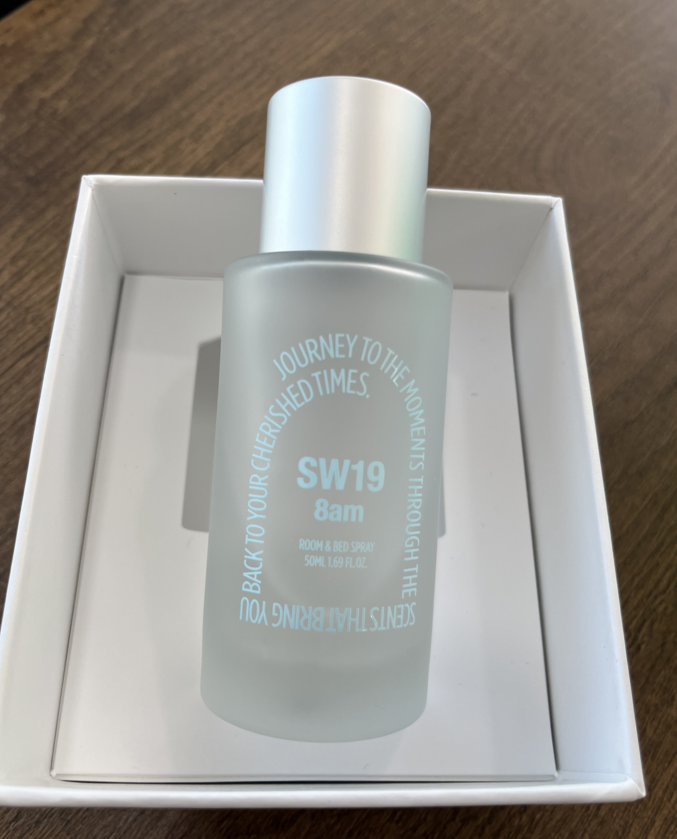 JOURNEY TO THE MOMENTS THROUGH THE SCENTS THAT BRING YOU BACK TO YOUR CHERISHED TIMES.
SW19
8am
ROOM & BED SPRAY
50ML 1.69 FL.OZ.